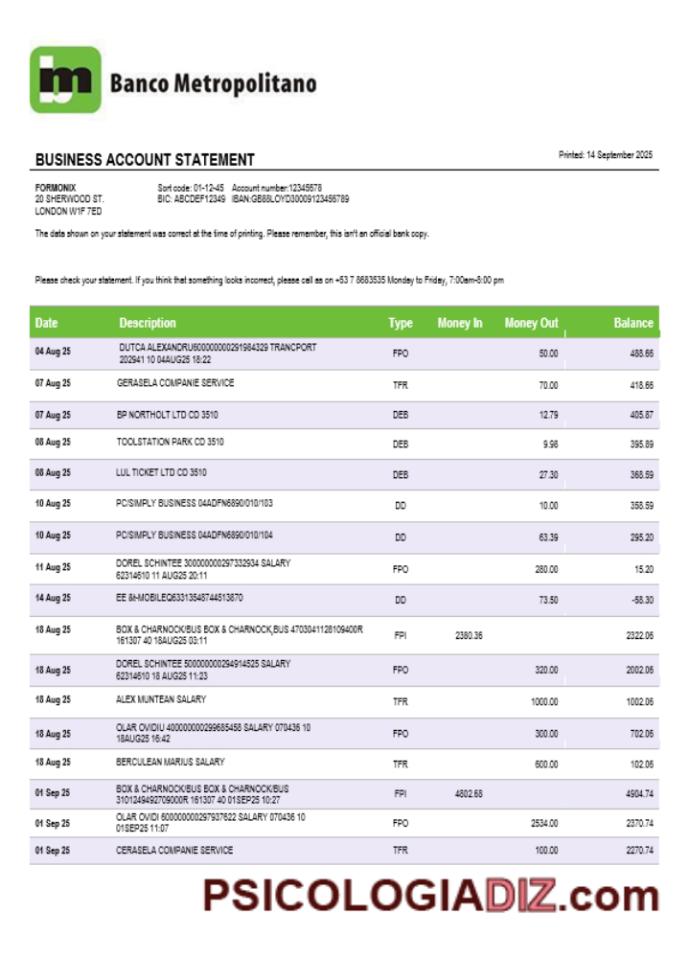 bm Banco Metropolitano
BUSINESS ACCOUNT STATEMENT Printed: 14 September 2025
FORMONIX Sort code: 01-12-45 Account number:12345678
20 SHERWOOD ST. BIC: ABCDEF12349 IBAN:GB88LOYD30009123456789
LONDON W1F 7ED
The data shown on your statement was correct at the time of printing. Please remember, this isn't an official bank copy.
Please check your statement. If you think that something looks incorrect, please call as on +53 7 8683535 Monday to Friday, 7:00am-8:00 pm
Date Description Type Money In Money Out Balance
04 Aug 25 DUTCA ALEXANDRU600000000291984329 TRANCPORT FPO 50.00 488.66
202941 10 04AUG25 18:22
07 Aug 25 GERASELA COMPANIE SERVICE TFR 70.00 418.66
07 Aug 25 BP NORTHOLT LTD CD 3510 DEB 12.79 405.87
08 Aug 25 TOOLSTATION PARK CD 3510 DEB 9.98 395.89
08 Aug 25 LUL TICKET LTD CD 3510 DEB 27.30 368.59
10 Aug 25 PC/SIMPLY BUSINESS 04ADFN6890/010/103 DD 10.00 358.59
10 Aug 25 PC/SIMPLY BUSINESS 04ADFN6890/010/104 DD 63.39 295.20
11 Aug 25 DOREL SCHINTEE 300000000297332934 SALARY FPO 280.00 15.20
62314610 11 AUG25 20:11
14 Aug 25 EE &t-MOBILEQ63313548744513870 DD 73.50 -58.30
18 Aug 25 BOX & CHARNOCK/BUS BOX & CHARNOCK,BUS 4703041128109400R FPI 2380.36 2322.06
161307 40 18AUG25 03:11
18 Aug 25 DOREL SCHINTEE 500000000294914525 SALARY FPO 320.00 2002.06
62314610 18 AUG25 11:23
18 Aug 25 ALEX MUNTEAN SALARY TFR 1000.00 1002.06
18 Aug 25 OLAR OVIDIU 400000000299685458 SALARY 070436 10 FPO 300.00 702.06
18AUG25 16:42
18 Aug 25 BERCULEAN MARIUS SALARY TFR 600.00 102.06
01 Sep 25 BOX & CHARNOCK/BUS BOX & CHARNOCK/BUS FPI 4802.68 4904.74
3101249492709000R 161307 40 01SEP25 10:27
01 Sep 25 OLAR OVIDI 600000000297937622 SALARY 070436 10 FPO 2534.00 2370.74
01SEP25 11:07
01 Sep 25 CERASELA COMPANIE SERVICE TFR 100.00 2270.74
PSICOLOGIADIZ.com